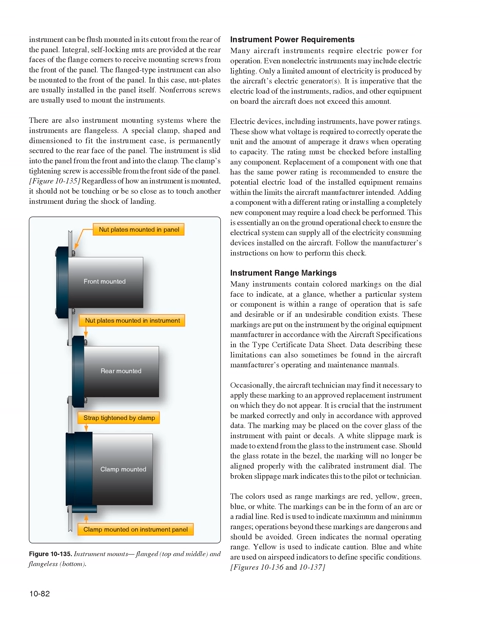 instrument can be flush mounted in its cutout from the rear of
the panel. Integral, self-locking nuts are provided at the rear
faces of the flange corners to receive mounting screws from
the front of the panel. The flanged-type instrument can also
be mounted to the front of the panel. In this case, nut-plates
are usually installed in the panel itself. Nonferrous screws
are usually used to mount the instruments.
There are also instrument mounting systems where the
instruments are flangeless. A special clamp, shaped and
dimensioned to fit the instrument case, is permanently
secured to the rear face of the panel. The instrument is slid
into the panel from the front and into the clamp. The clamp's
tightening screw is accessible from the front side of the panel.
[Figure 10-135] Regardless of how an instrument is mounted,
it should not be touching or be so close as to touch another
instrument during the shock of landing.
Nut plates mounted in panel
Front mounted
Nut plates mounted in instrument
Rear mounted
Strap tightened by clamp
Clamp mounted
Clamp mounted on instrument panel
Figure 10-135. Instrument mounts— flanged (top and middle) and
flangeless (bottom).
10-82
Instrument Power Requirements
Many aircraft instruments require electric power for
operation. Even nonelectric instruments may include electric
lighting. Only a limited amount of electricity is produced by
the aircraft's electric generator(s). It is imperative that the
electric load of the instruments, radios, and other equipment
on board the aircraft does not exceed this amount.
Electric devices, including instruments, have power ratings.
These show what voltage is required to correctly operate the
unit and the amount of amperage it draws when operating
to capacity. The rating must be checked before installing
any component. Replacement of a component with one that
has the same power rating is recommended to ensure the
potential electric load of the installed equipment remains
within the limits the aircraft manufacturer intended. Adding
a component with a different rating or installing a completely
new component may require a load check be performed. This
is essentially an on the ground operational check to ensure the
electrical system can supply all of the electricity consuming
devices installed on the aircraft. Follow the manufacturer's
instructions on how to perform this check.
Instrument Range Markings
Many instruments contain colored markings on the dial
face to indicate, at a glance, whether a particular system
or component is within a range of operation that is safe
and desirable or if an undesirable condition exists. These
markings are put on the instrument by the original equipment
manufacturer in accordance with the Aircraft Specifications
in the Type Certificate Data Sheet. Data describing these
limitations can also sometimes be found in the aircraft
manufacturer's operating and maintenance manuals.
Occasionally, the aircraft technician may find it necessary to
apply these marking to an approved replacement instrument
on which they do not appear. It is crucial that the instrument
be marked correctly and only in accordance with approved
data. The marking may be placed on the cover glass of the
instrument with paint or decals. A white slippage mark is
made to extend from the glass to the instrument case. Should
the glass rotate in the bezel, the marking will no longer be
aligned properly with the calibrated instrument dial. The
broken slippage mark indicates this to the pilot or technician.
The colors used as range markings are red, yellow, green,
blue, or white. The markings can be in the form of an arc or
a radial line. Red is used to indicate maximum and minimum
ranges; operations beyond these markings are dangerous and
should be avoided. Green indicates the normal operating
range. Yellow is used to indicate caution. Blue and white
are used on airspeed indicators to define specific conditions.
[Figures 10-136 and 10-137]